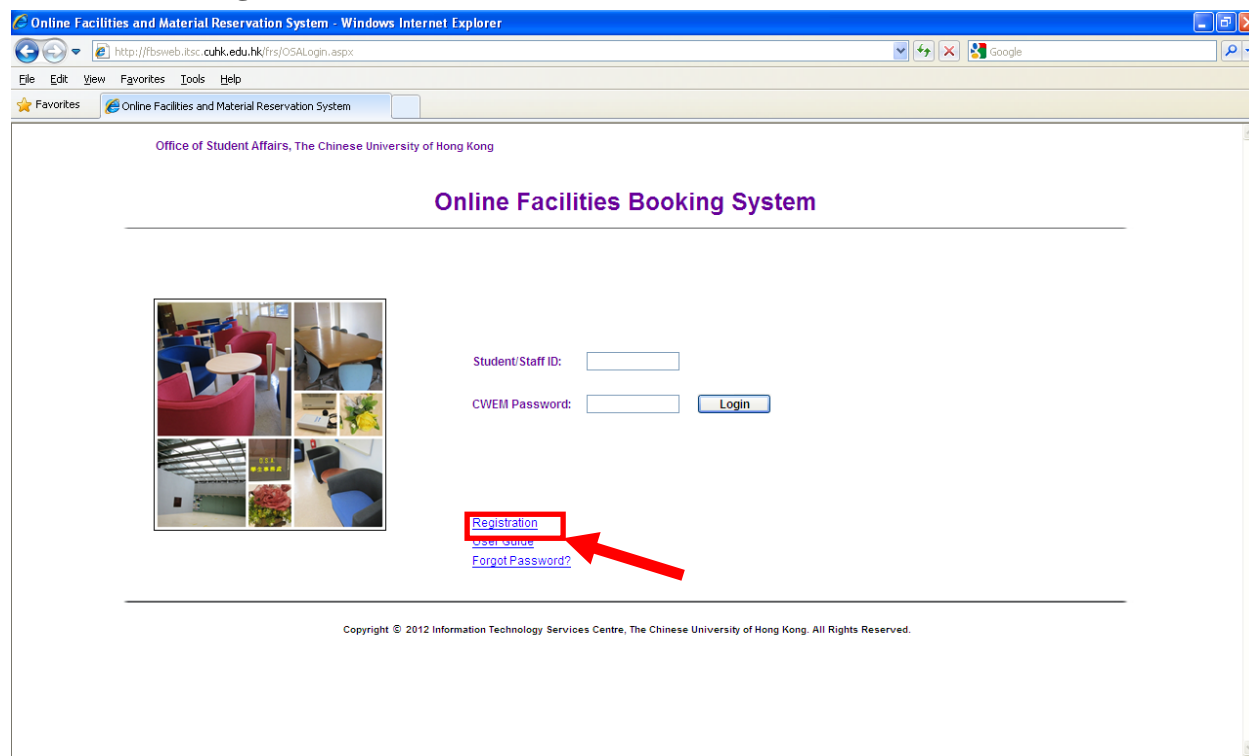 Online Facilities and Material Reservation System - Windows Internet Explorer
http://fbsweb.itsc.cuhk.edu.hk/frs/OSALogin.aspx
Google
File Edit View Favorites Tools Help
Favorites
Online Facilities and Material Reservation System
Office of Student Affairs, The Chinese University of Hong Kong
Online Facilities Booking System
Student/Staff ID:
CWEM Password:
Login
Registration
User Guide
Forgot Password?
Copyright © 2012 Information Technology Services Centre, The Chinese University of Hong Kong. All Rights Reserved.